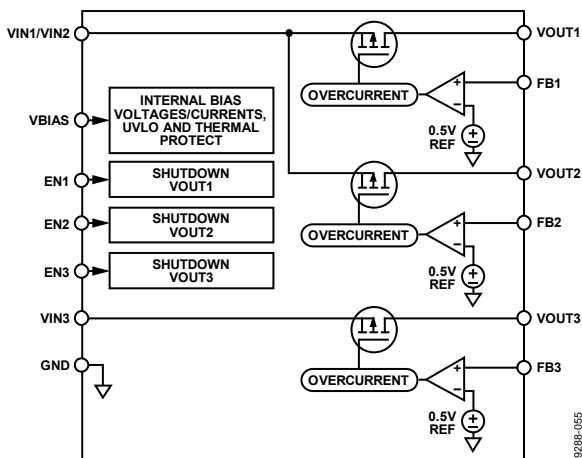 VIN1/VIN2
VOUT1
OVERCURRENT
+
−
FB1
0.5V
REF
VBIAS
INTERNAL BIAS
VOLTAGES/CURRENTS,
UVLO AND THERMAL
PROTECT
EN1
SHUTDOWN
VOUT1
VOUT2
EN2
SHUTDOWN
VOUT2
OVERCURRENT
+
−
FB2
0.5V
REF
EN3
SHUTDOWN
VOUT3
VIN3
VOUT3
GND
OVERCURRENT
+
−
FB3
0.5V
REF
9288-055